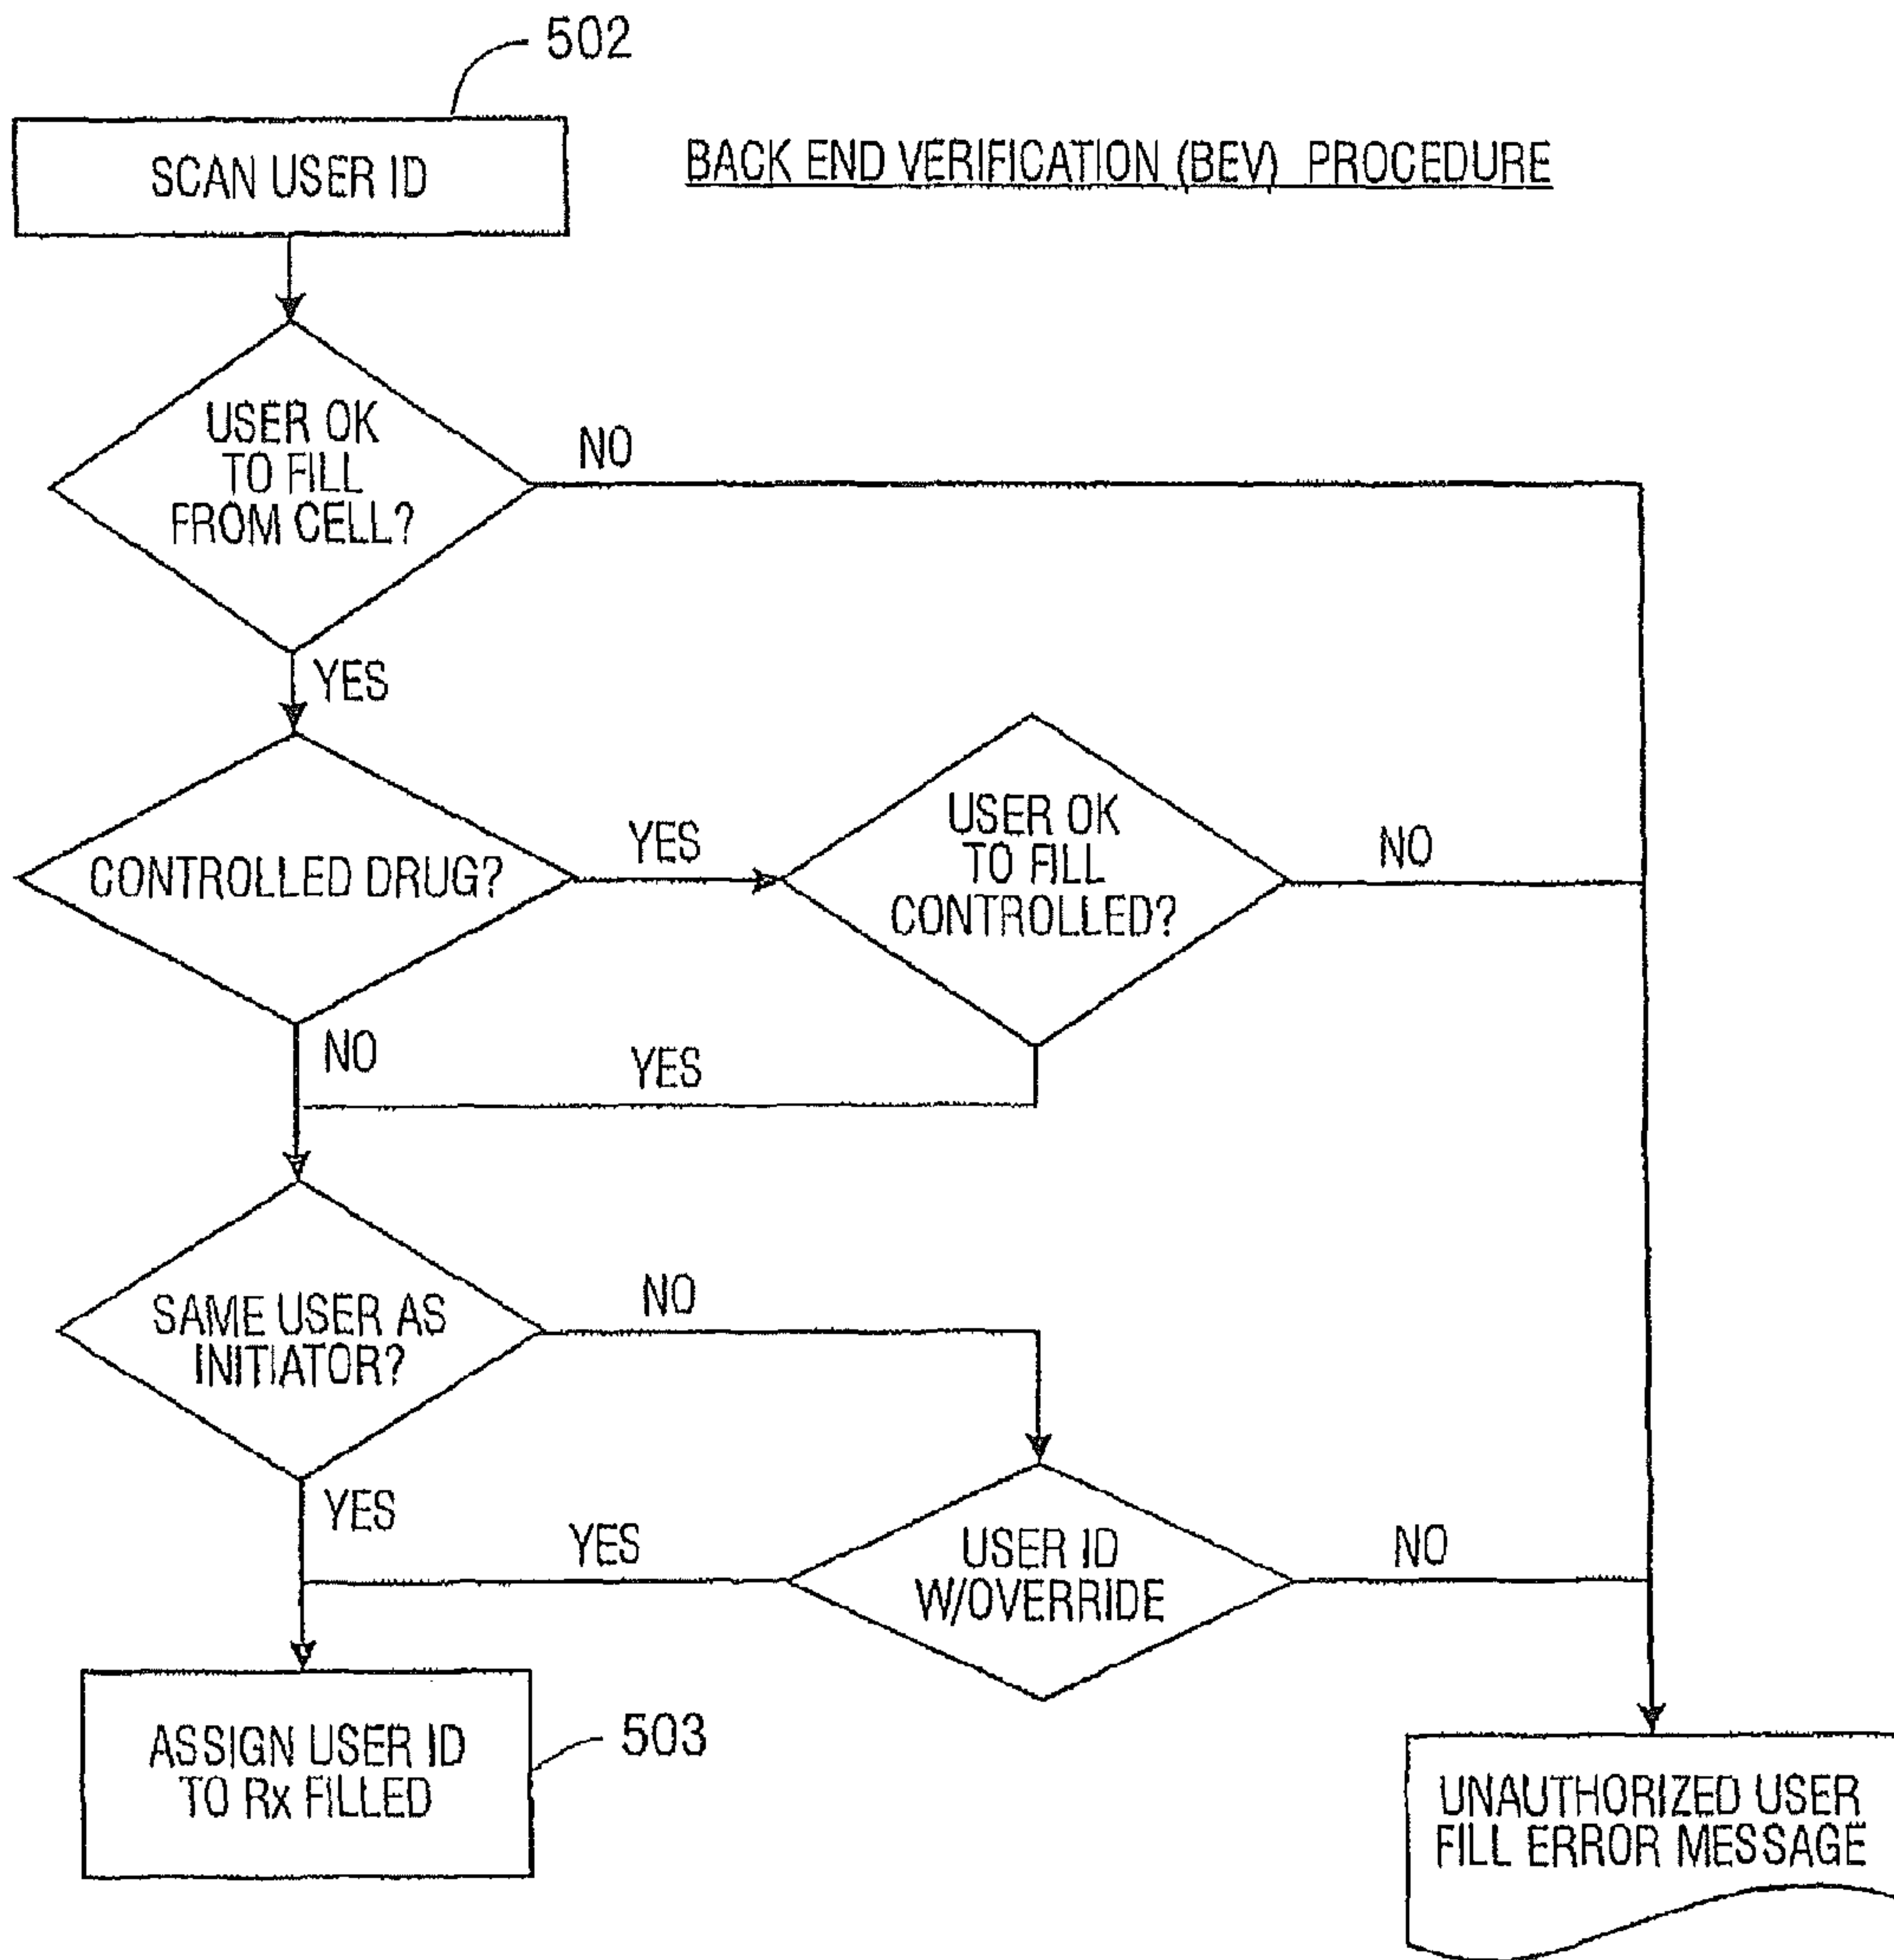 502
SCAN USER ID
BACK END VERIFICATION (BEV) PROCEDURE
USER OK
TO FILL
FROM CELL?
NO
YES
CONTROLLED DRUG?
YES
USER OK
TO FILL
CONTROLLED?
NO
NO
YES
SAME USER AS
INITIATOR?
NO
YES
YES
USER ID
W/OVERRIDE
NO
ASSIGN USER ID
TO Rx FILLED
503
UNAUTHORIZED USER
FILL ERROR MESSAGE